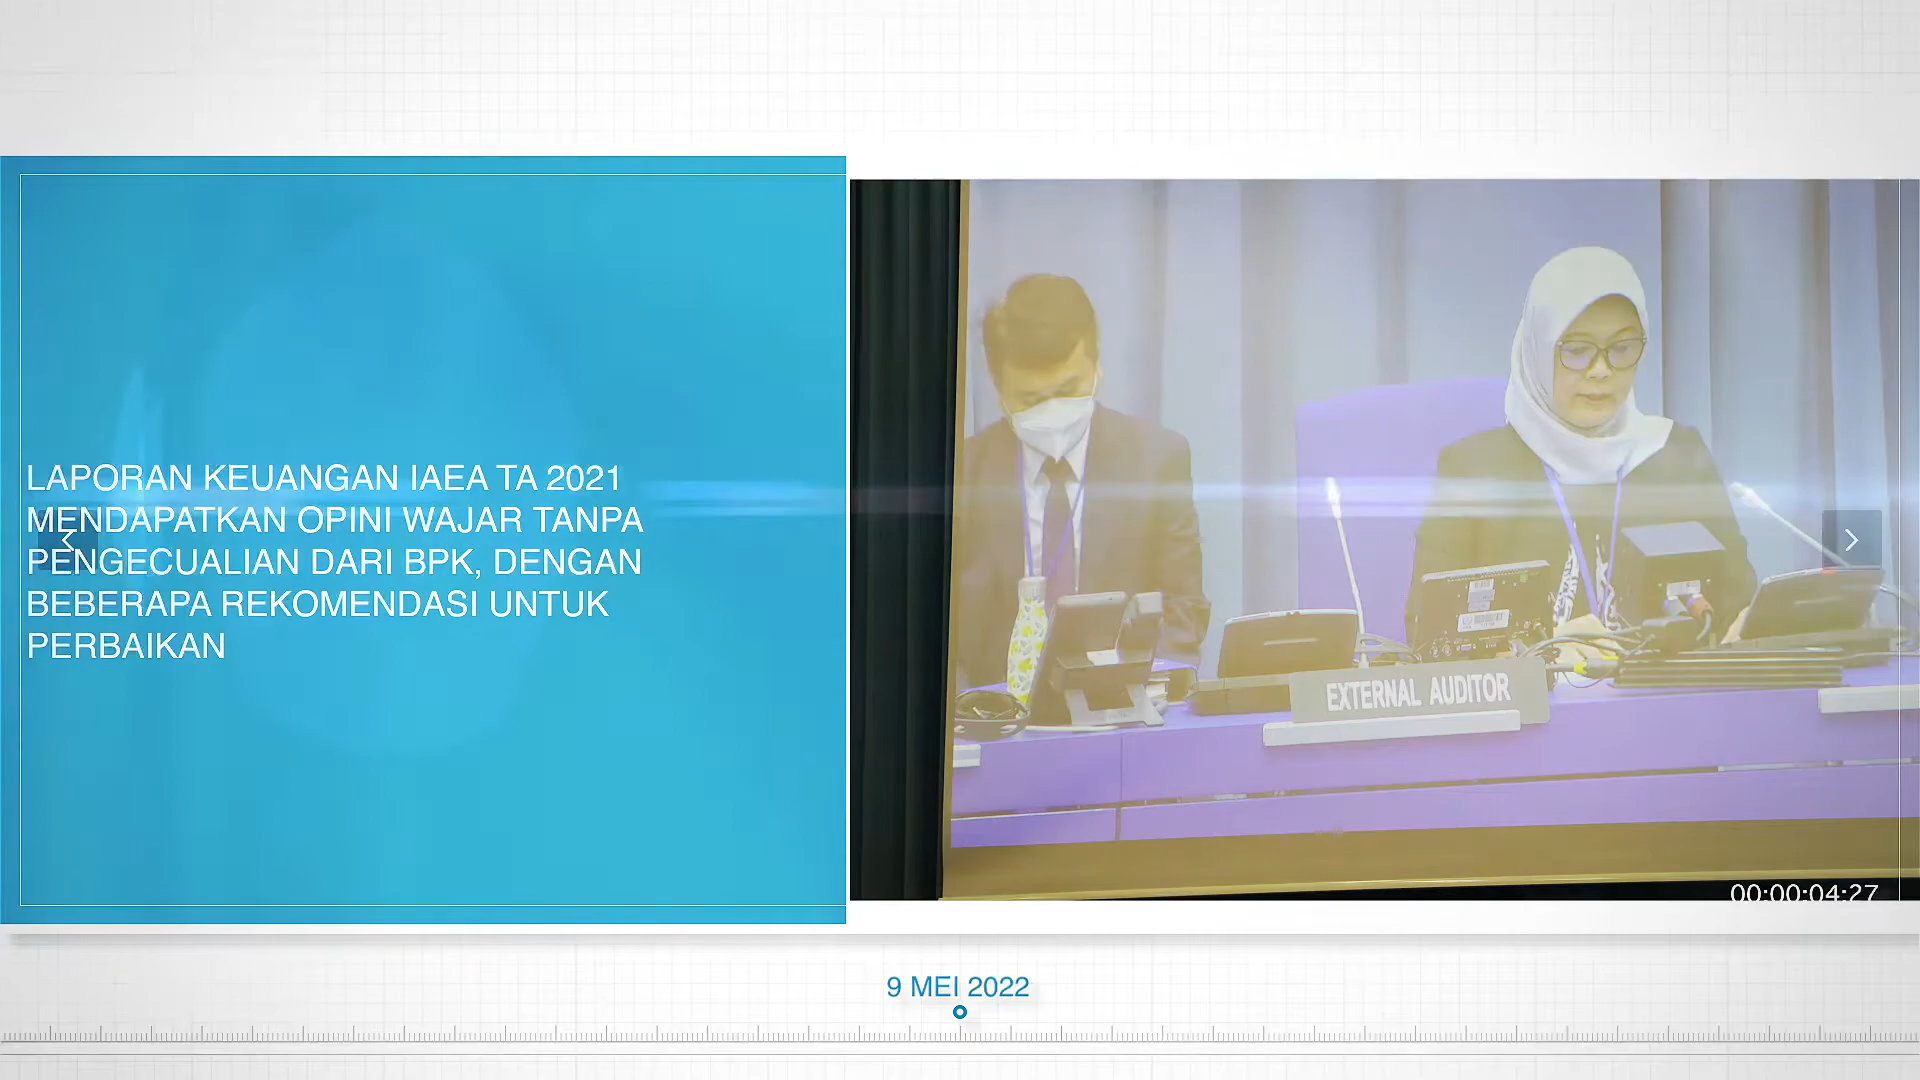 LAPORAN KEUANGAN IAEA TA 2021
MENDAPATKAN OPINI WAJAR TANPA
PENGECUALIAN DARI BPK, DENGAN
BEBERAPA REKOMENDASI UNTUK
PERBAIKAN
EXTERNAL AUDITOR
00:00:04:27
9 MEI 2022